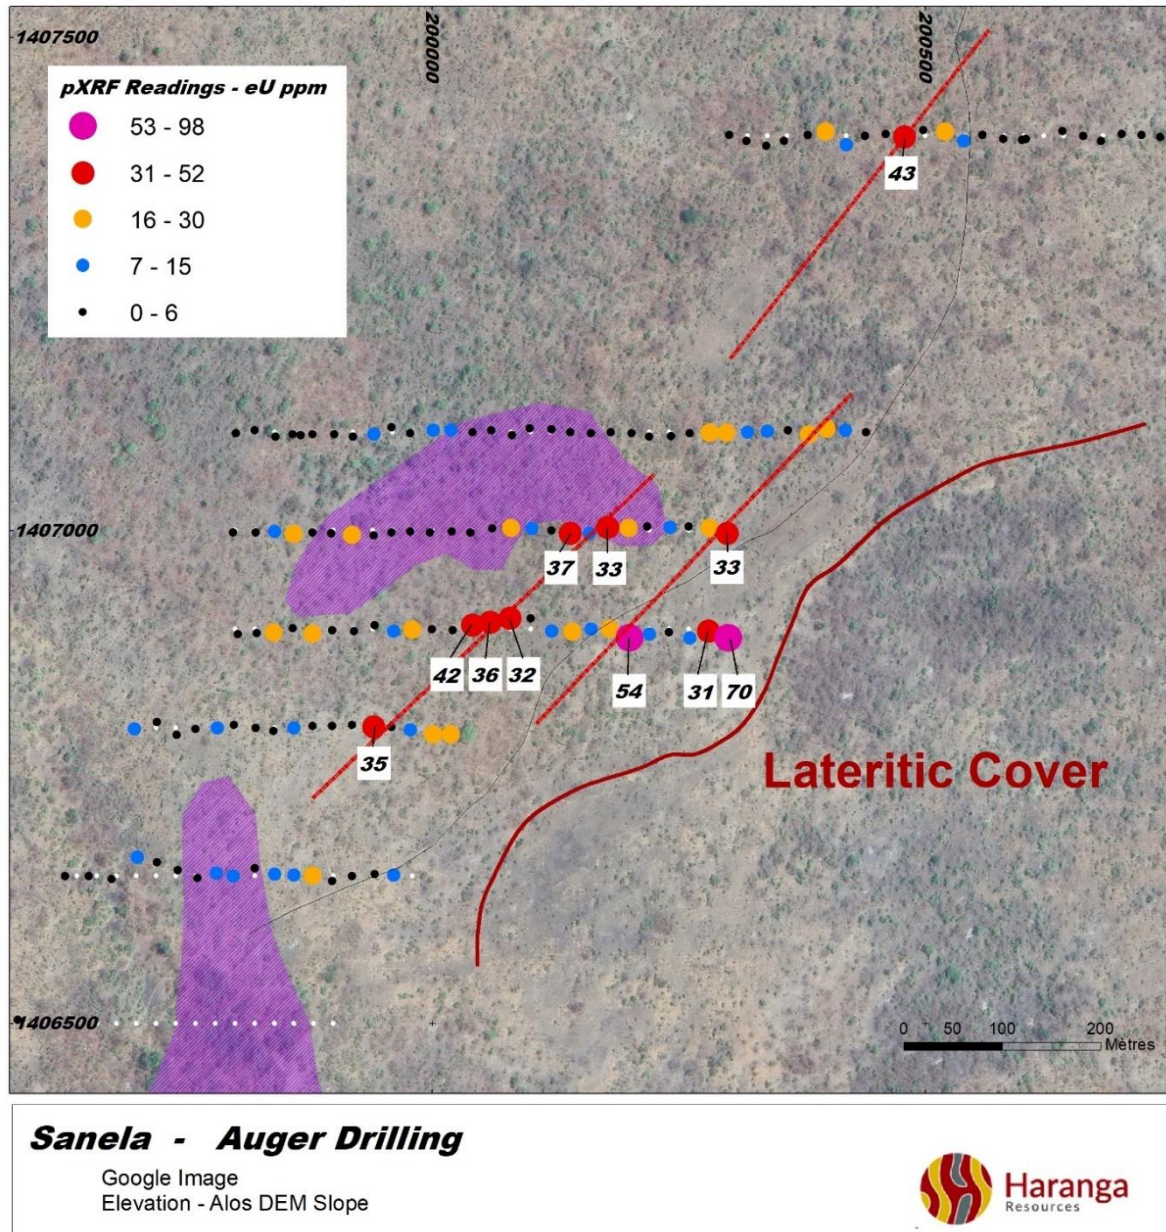 1407500
200000
200500
pXRF Readings - eU ppm
53 - 98
31 - 52
16 - 30
7 - 15
0 - 6
43
1407000
37
33
33
42
36
32
54
31
70
35
Lateritic Cover
1406500
0 50 100 200
Mètres
Sanela - Auger Drilling
Google Image
Elevation - Alos DEM Slope
Haranga
Resources